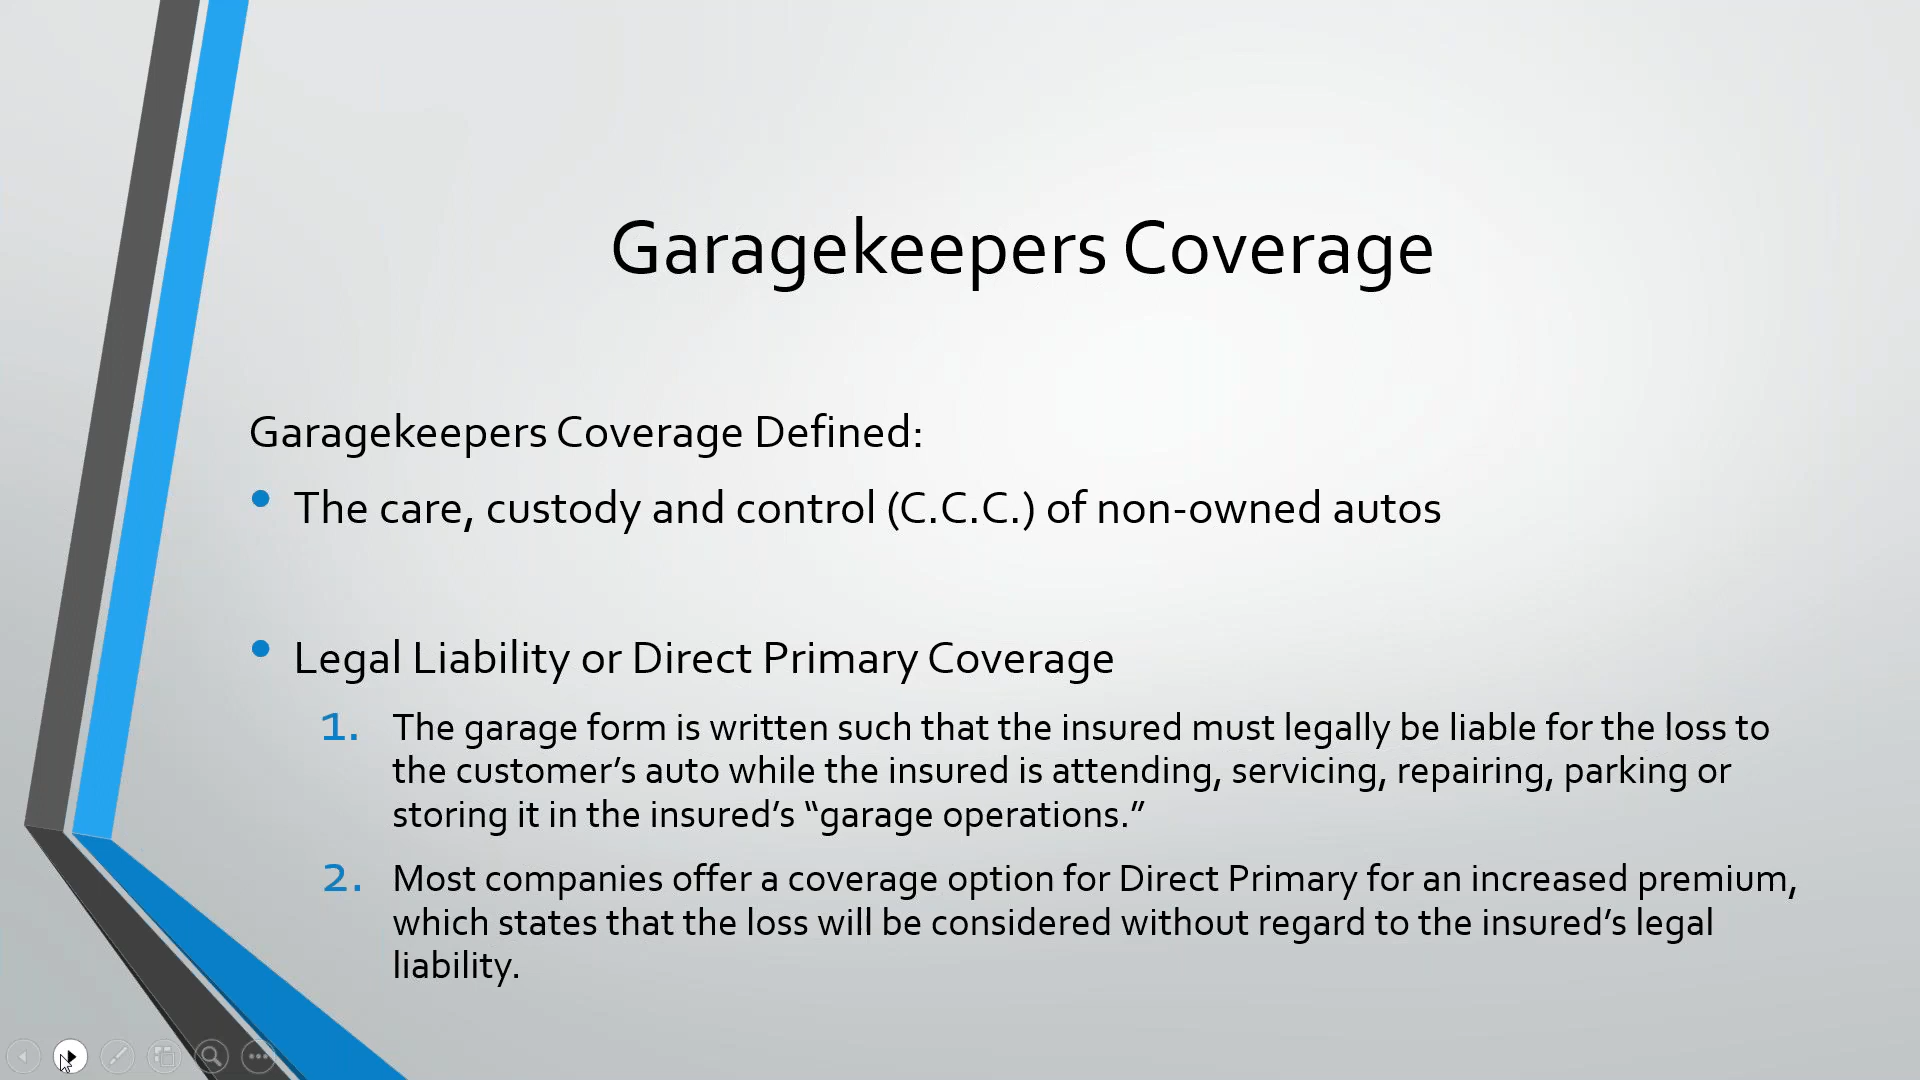 Garagekeepers Coverage
Garagekeepers Coverage Defined:
• The care, custody and control (C.C.C.) of non-owned autos
• Legal Liability or Direct Primary Coverage
1. The garage form is written such that the insured must legally be liable for the loss to
the customer’s auto while the insured is attending, servicing, repairing, parking or
storing it in the insured’s “garage operations.”
2. Most companies offer a coverage option for Direct Primary for an increased premium,
which states that the loss will be considered without regard to the insured’s legal
liability.